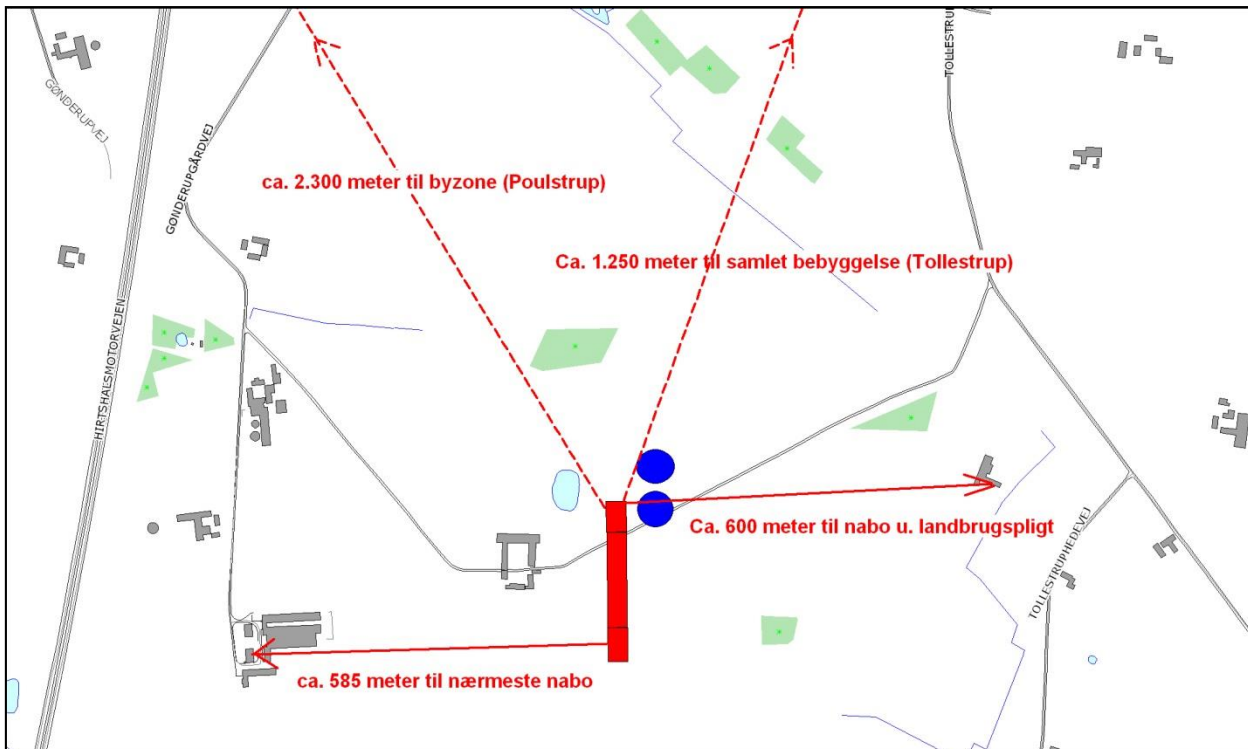 GØNDERUPVEJ
GØNDERUPGÅRDVEJ
TOLLESTRUP
ca. 2.300 meter til byzone (Poulstrup)
Ca. 1.250 meter til samlet bebyggelse (Tollestrup)
HIRTSHALSMOTORVEJEN
Ca. 600 meter til nabo u. landbrugspligt
TOLLESTRUPHEDEVEJ
ca. 585 meter til nærmeste nabo